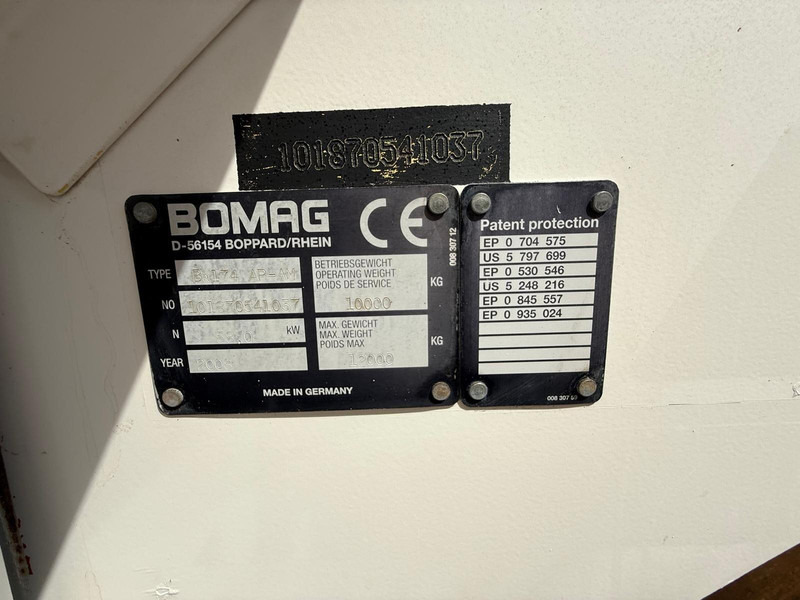 101870541037
BOMAG
CE
D-56154 BOPPARD/RHEIN
TYPE
NO 101870541037
N kW
YEAR
BETRIEBSGEWICHT
OPERATING WEIGHT
POIDS DE SERVICE
10000 KG
MAX. GEWICHT
MAX. WEIGHT
POIDS MAX
KG
MADE IN GERMANY
008 307 12
Patent protection
EP 0 704 575
US 5 797 699
EP 0 530 546
US 5 248 216
EP 0 845 557
EP 0 935 024